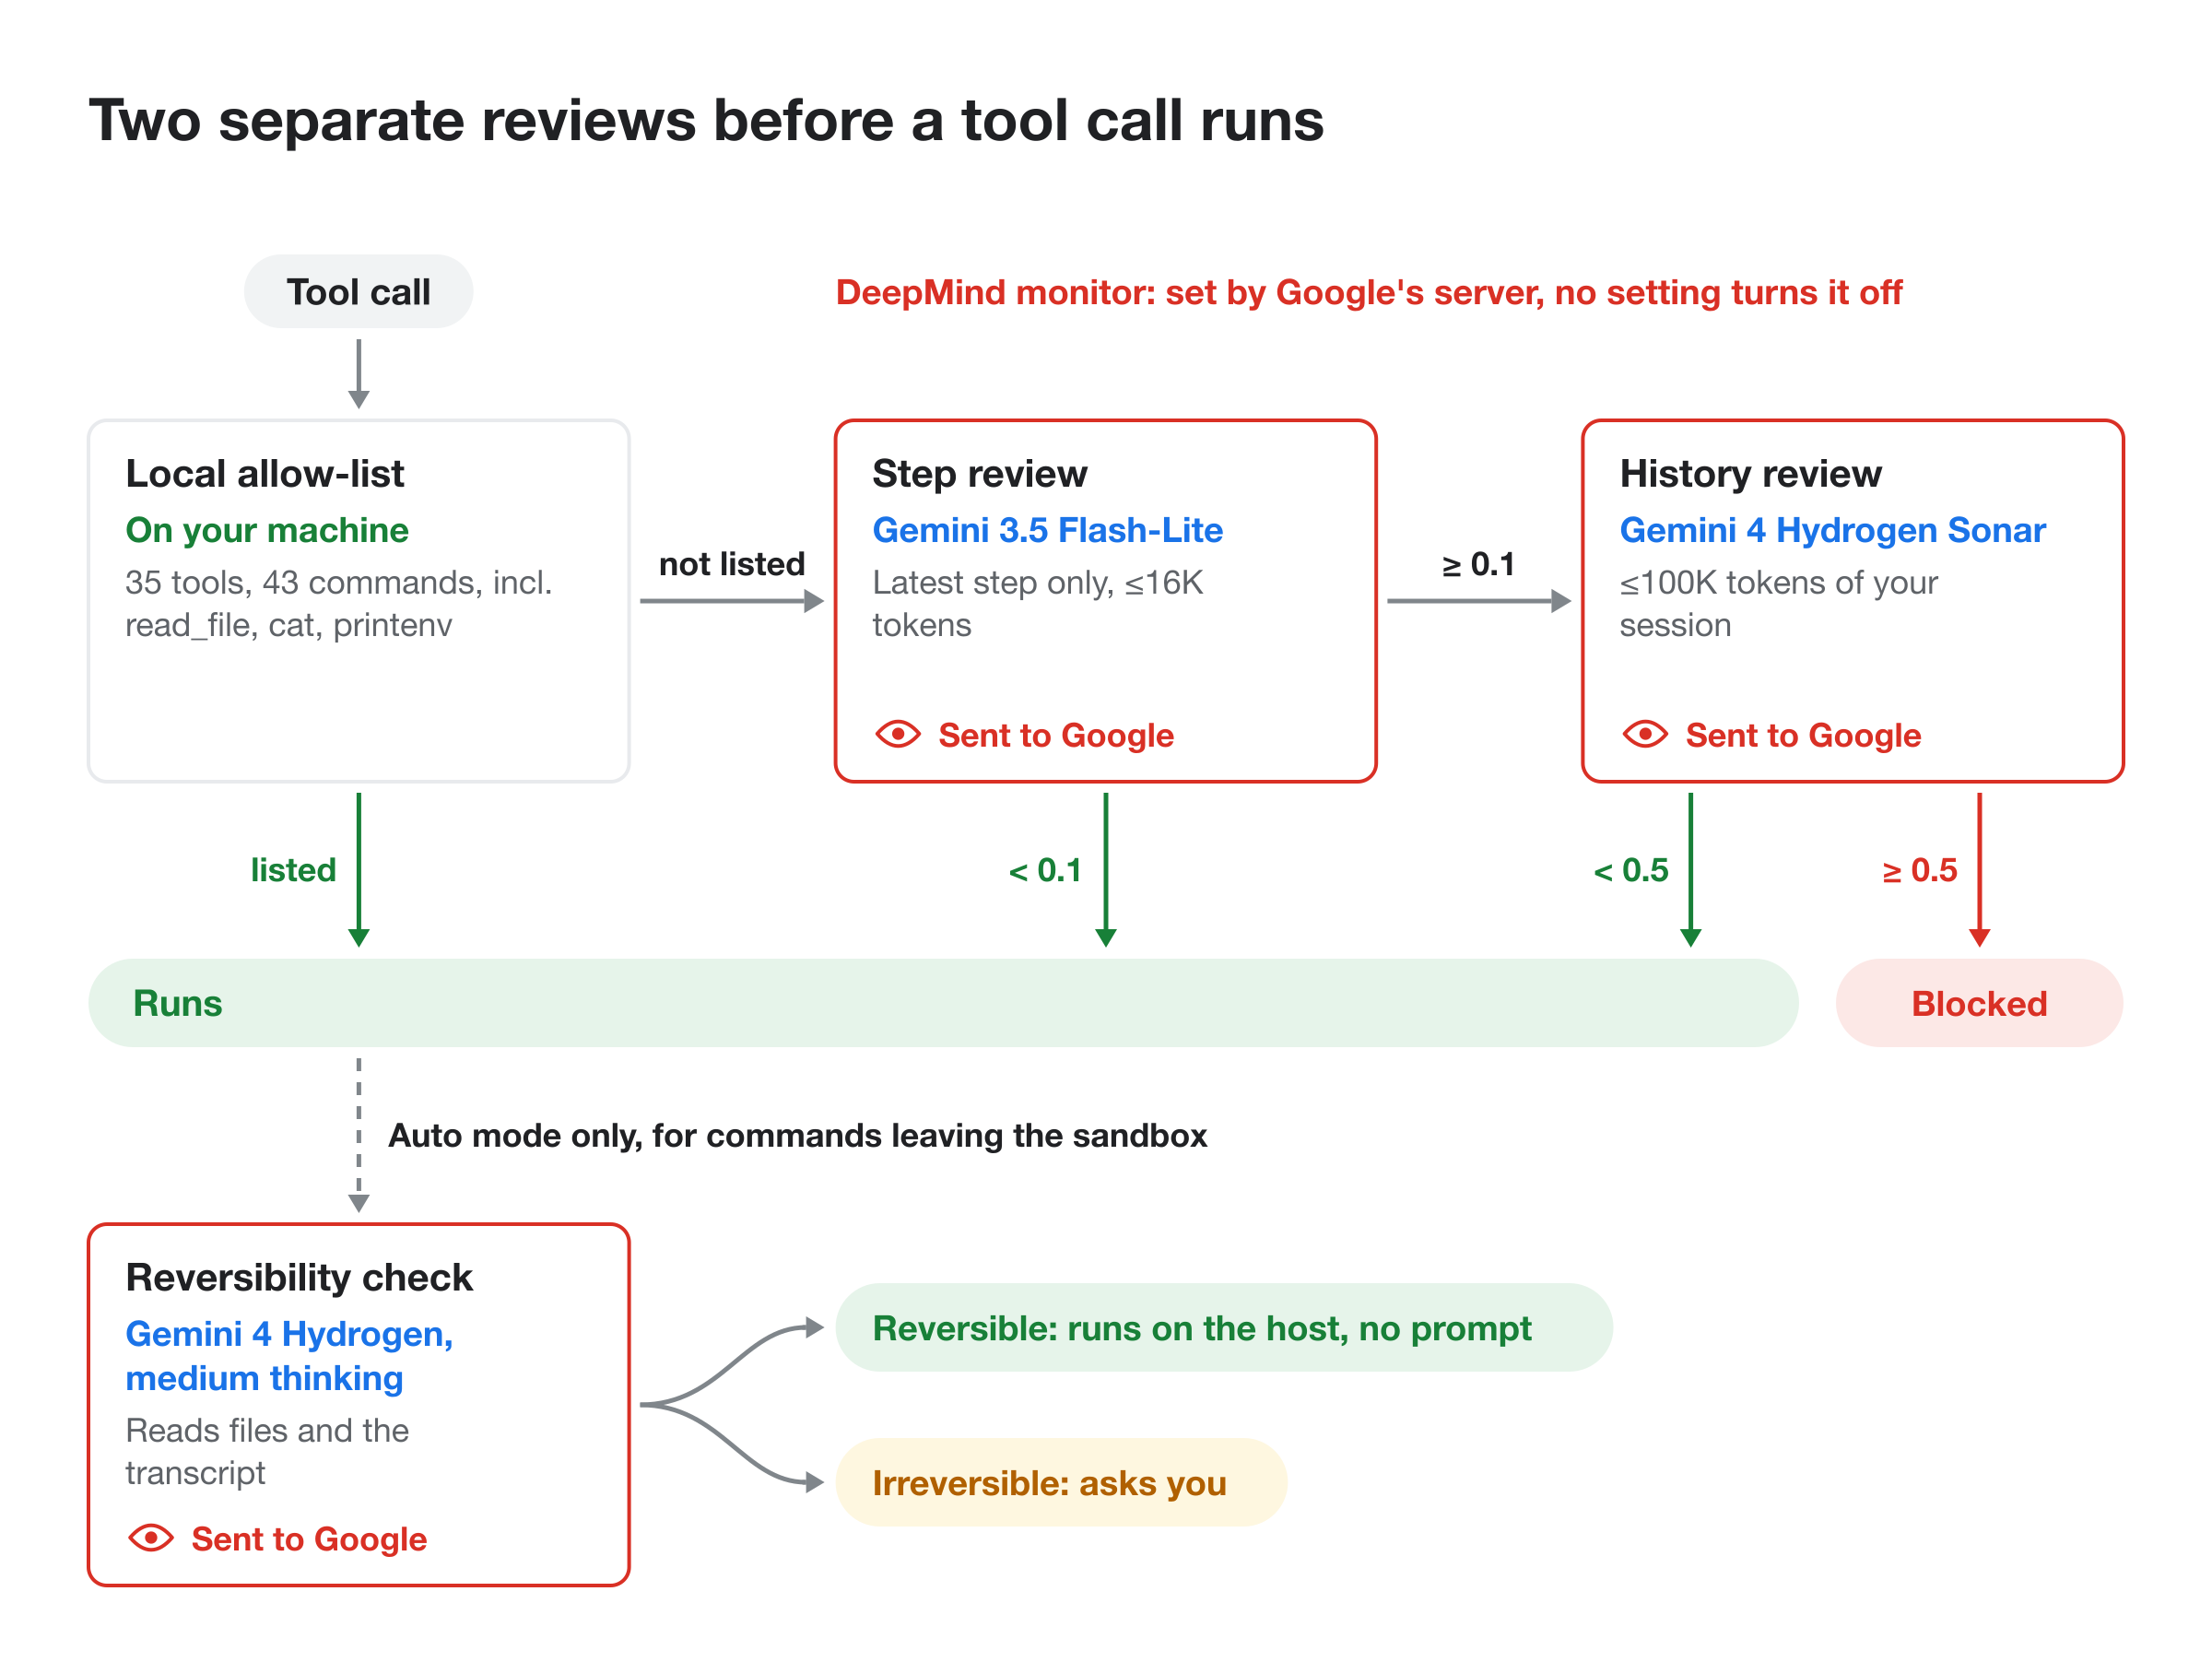 Two separate reviews before a tool call runs
Tool call
DeepMind monitor: set by Google's server, no setting turns it off
Local allow-list
On your machine
35 tools, 43 commands, incl.
read_file, cat, printenv
not listed
Step review
Gemini 3.5 Flash-Lite
Latest step only, ≤16K
tokens
Sent to Google
≥ 0.1
History review
Gemini 4 Hydrogen Sonar
≤100K tokens of your
session
Sent to Google
listed
< 0.1
< 0.5
≥ 0.5
Runs
Blocked
Auto mode only, for commands leaving the sandbox
Reversibility check
Gemini 4 Hydrogen,
medium thinking
Reads files and the
transcript
Sent to Google
Reversible: runs on the host, no prompt
Irreversible: asks you